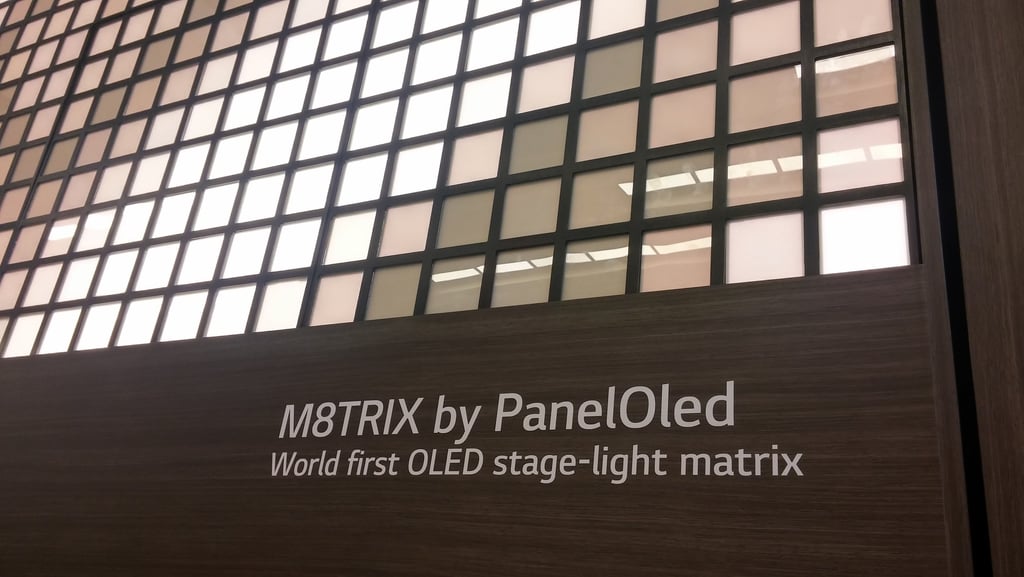 M8TRIX by PanelOled
World first OLED stage-light matrix